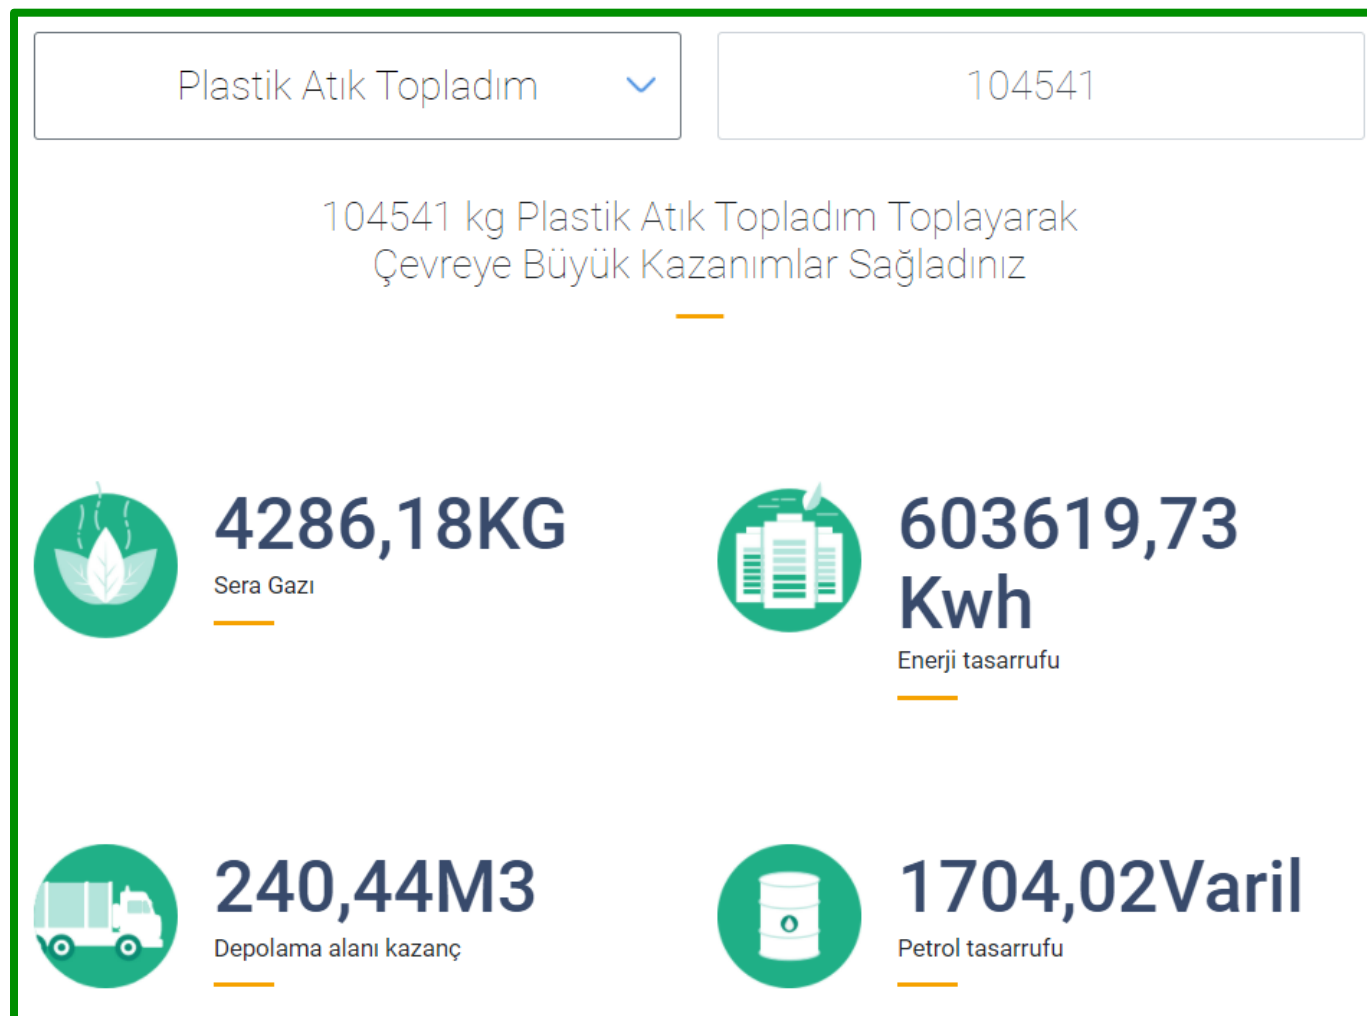 Plastik Atık Topladım
104541
104541 kg Plastik Atık Topladım Toplayarak
Çevreye Büyük Kazanımlar Sağladınız
4286,18KG
Sera Gazı
603619,73
Kwh
Enerji tasarrufu
240,44M3
Depolama alanı kazanç
1704,02Varil
Petrol tasarrufu